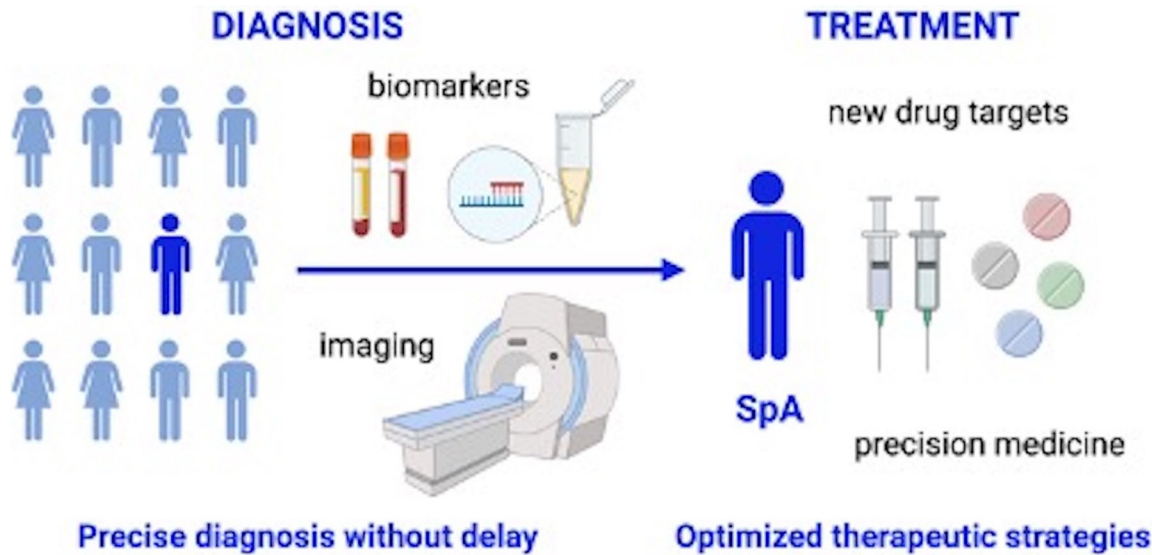 DIAGNOSIS
biomarkers
imaging
Precise diagnosis without delay
TREATMENT
new drug targets
SpA
precision medicine
Optimized therapeutic strategies